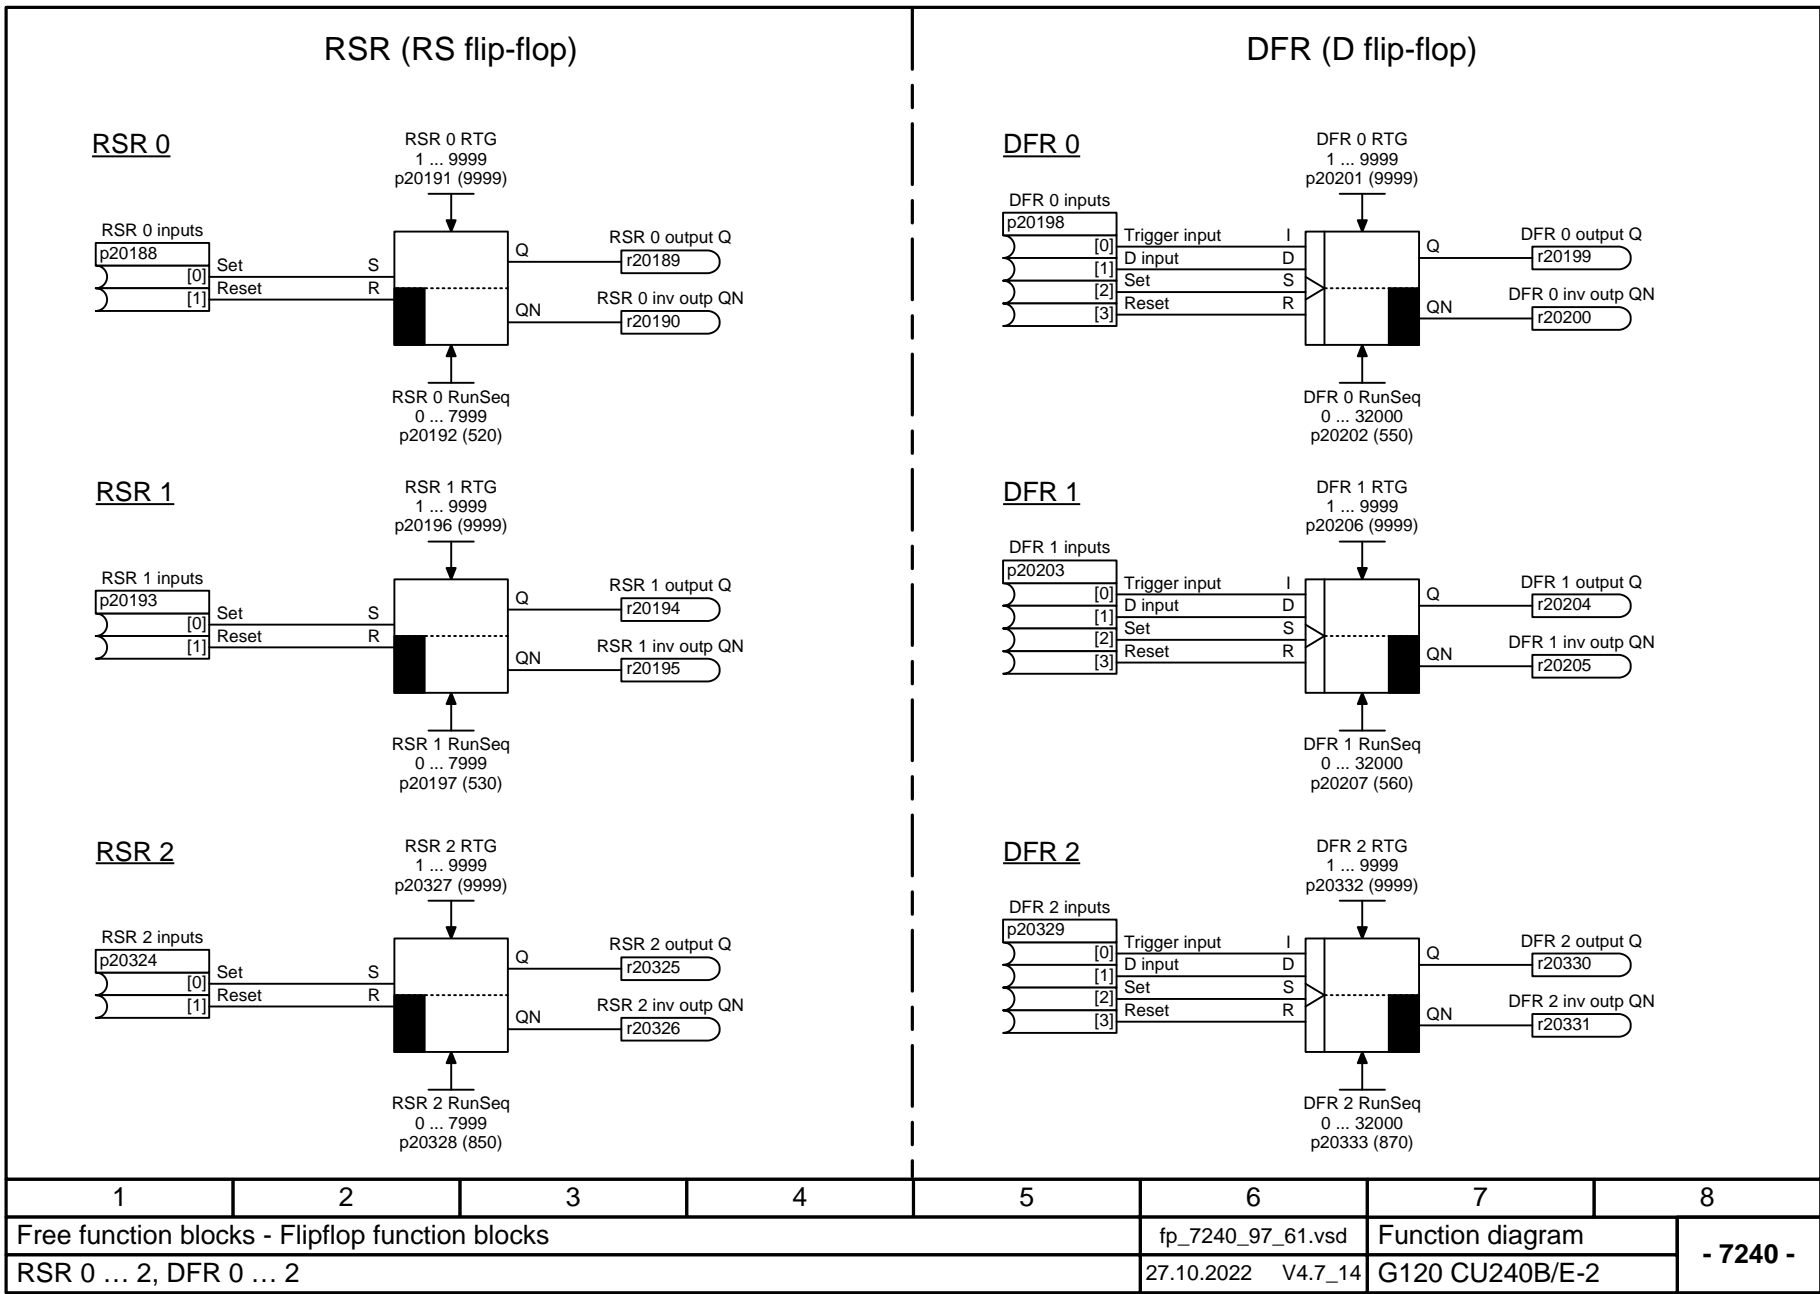 RSR (RS flip-flop)
RSR 0
RSR 0 RTG
1 ... 9999
p20191 (9999)
RSR 0 inputs
p20188
[0] Set S
[1] Reset R
Q
RSR 0 output Q
r20189
QN
RSR 0 inv outp QN
r20190
RSR 0 RunSeq
0 ... 7999
p20192 (520)
RSR 1
RSR 1 RTG
1 ... 9999
p20196 (9999)
RSR 1 inputs
p20193
[0] Set S
[1] Reset R
Q
RSR 1 output Q
r20194
QN
RSR 1 inv outp QN
r20195
RSR 1 RunSeq
0 ... 7999
p20197 (530)
RSR 2
RSR 2 RTG
1 ... 9999
p20327 (9999)
RSR 2 inputs
p20324
[0] Set S
[1] Reset R
Q
RSR 2 output Q
r20325
QN
RSR 2 inv outp QN
r20326
RSR 2 RunSeq
0 ... 7999
p20328 (850)
DFR (D flip-flop)
DFR 0
DFR 0 RTG
1 ... 9999
p20201 (9999)
DFR 0 inputs
p20198
[0] Trigger input I
[1] D input D
[2] Set S
[3] Reset R
Q
DFR 0 output Q
r20199
QN
DFR 0 inv outp QN
r20200
DFR 0 RunSeq
0 ... 32000
p20202 (550)
DFR 1
DFR 1 RTG
1 ... 9999
p20206 (9999)
DFR 1 inputs
p20203
[0] Trigger input I
[1] D input D
[2] Set S
[3] Reset R
Q
DFR 1 output Q
r20204
QN
DFR 1 inv outp QN
r20205
DFR 1 RunSeq
0 ... 32000
p20207 (560)
DFR 2
DFR 2 RTG
1 ... 9999
p20332 (9999)
DFR 2 inputs
p20329
[0] Trigger input I
[1] D input D
[2] Set S
[3] Reset R
Q
DFR 2 output Q
r20330
QN
DFR 2 inv outp QN
r20331
DFR 2 RunSeq
0 ... 32000
p20333 (870)
1 2 3 4 5 6 7 8
Free function blocks - Flipflop function blocks fp_7240_97_61.vsd Function diagram
- 7240 -
RSR 0 … 2, DFR 0 … 2 27.10.2022 V4.7_14 G120 CU240B/E-2